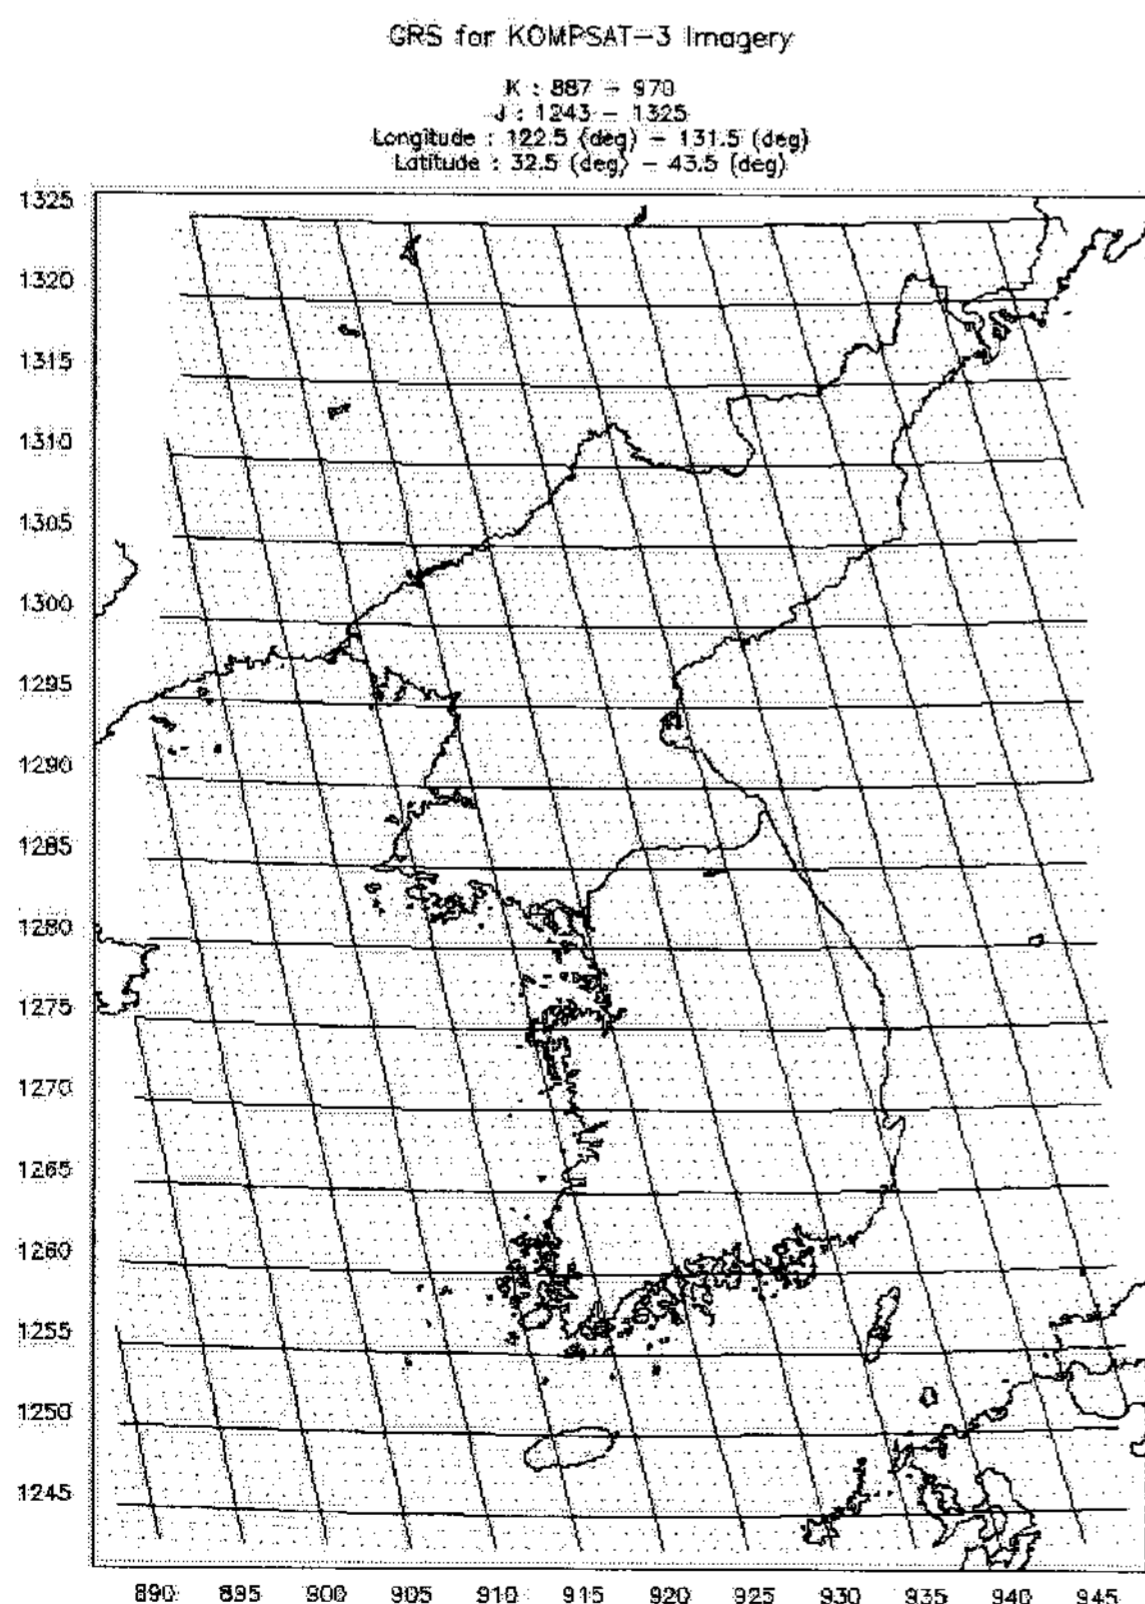 GRS for KOMPSAT-3 Imagery
K : 887 - 970
J : 1243 - 1325
Longitude : 122.5 (deg) - 131.5 (deg)
Latitude : 32.5 (deg) - 43.5 (deg)
1325
1320
1315
1310
1305
1300
1295
1290
1285
1280
1275
1270
1265
1260
1255
1250
1245
890 895 900 905 910 915 920 925 930 935 940 945